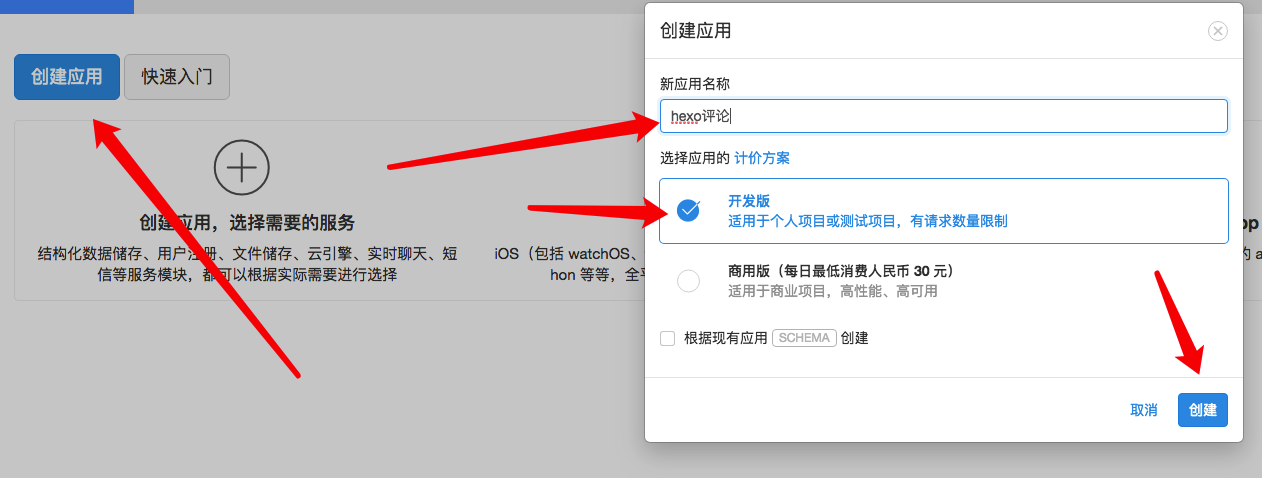 创建应用
快速入门
创建应用，选择需要的服务
结构化数据储存、用户注册、文件储存、云引擎、实时聊天、短
信等服务模块，都可以根据实际需要进行选择
iOS（包括 watchOS、
hon 等等，全平
创建应用
新应用名称
hexo评论
选择应用的 计价方案
开发版
适用于个人项目或测试项目，有请求数量限制
商用版（每日最低消费人民币 30 元）
适用于商业项目，高性能、高可用
根据现有应用 SCHEMA 创建
取消
创建
op
的 a